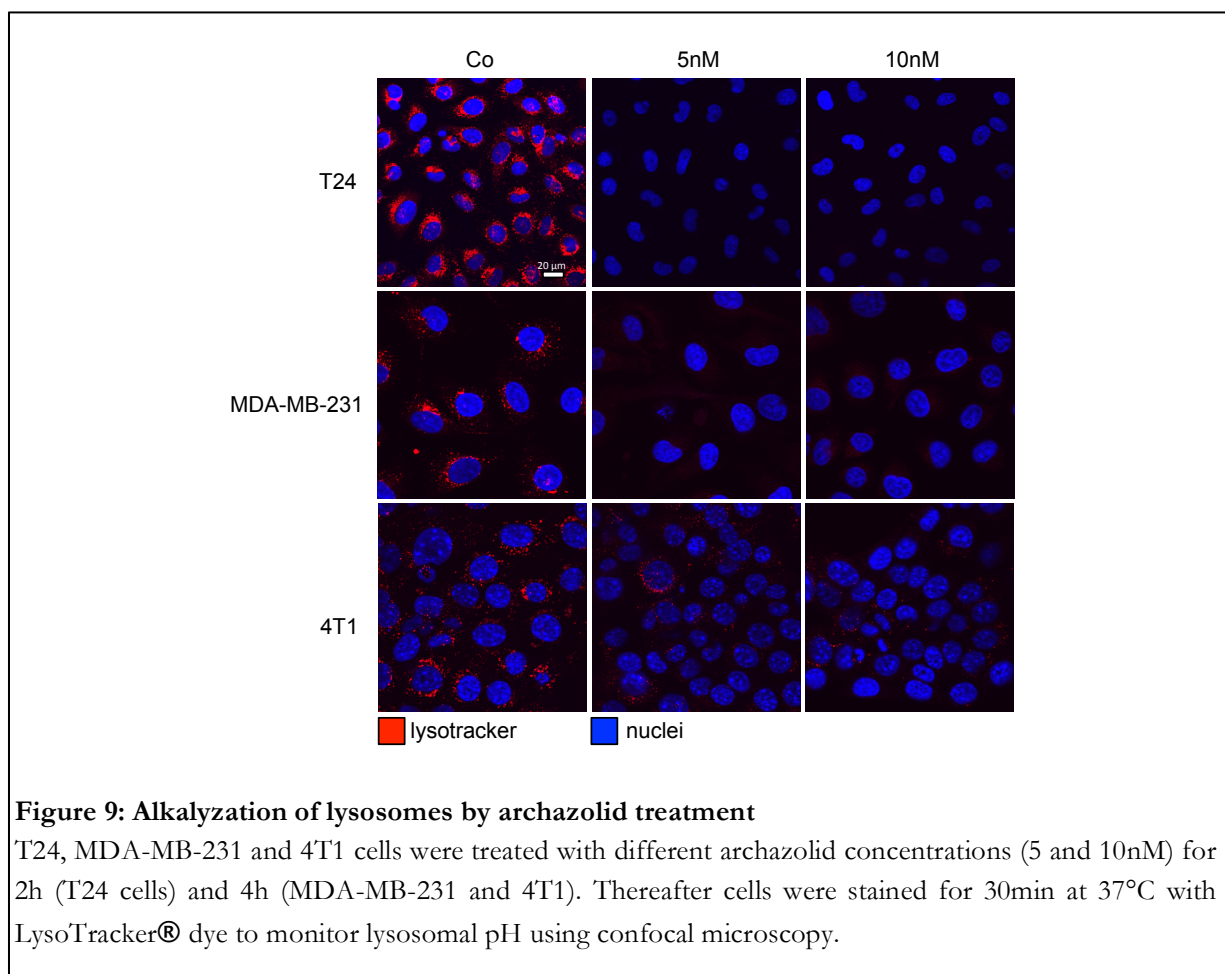 Co 5nM 10nM
T24
20 µm
MDA-MB-231
4T1
lysotracker nuclei
Figure 9: Alkalyzation of lysosomes by archazolid treatment
T24, MDA-MB-231 and 4T1 cells were treated with different archazolid concentrations (5 and 10nM) for
2h (T24 cells) and 4h (MDA-MB-231 and 4T1). Thereafter cells were stained for 30min at 37°C with
LysoTracker® dye to monitor lysosomal pH using confocal microscopy.